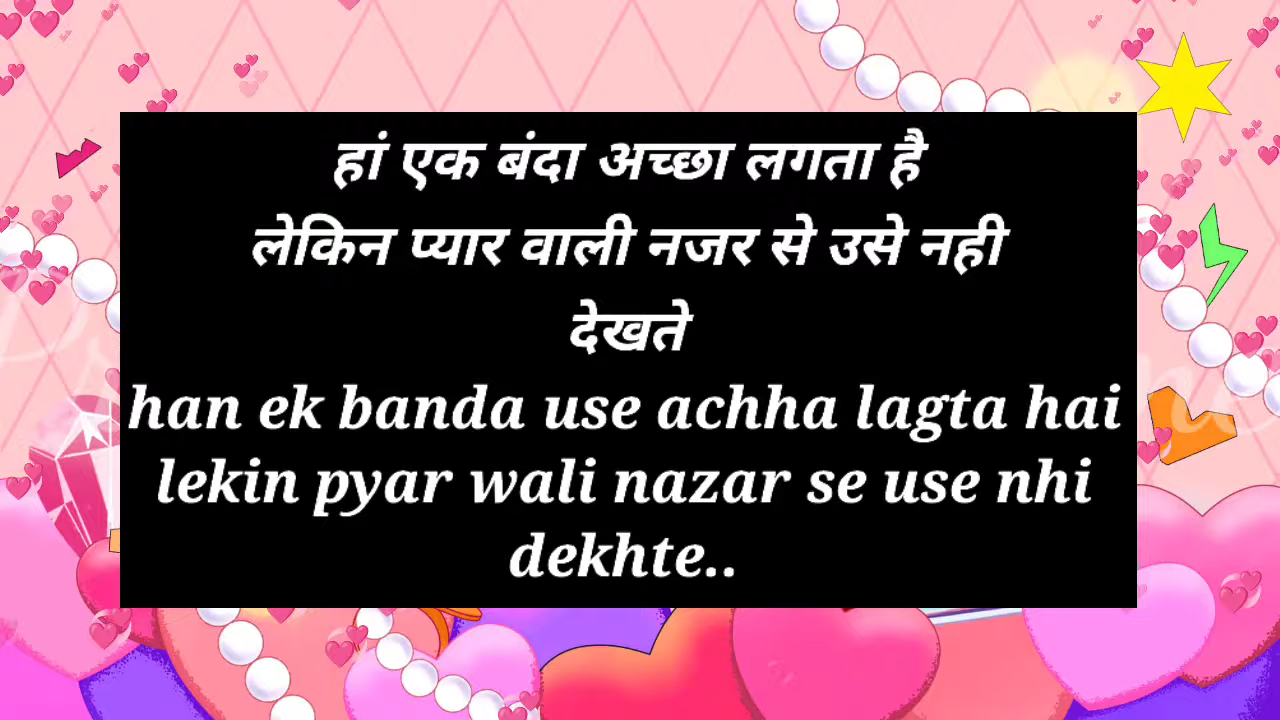 हां एक बंदा अच्छा लगता है
लेकिन प्यार वाली नजर से उसे नही
देखते
han ek banda use achha lagta hai
lekin pyar wali nazar se use nhi
dekhte..